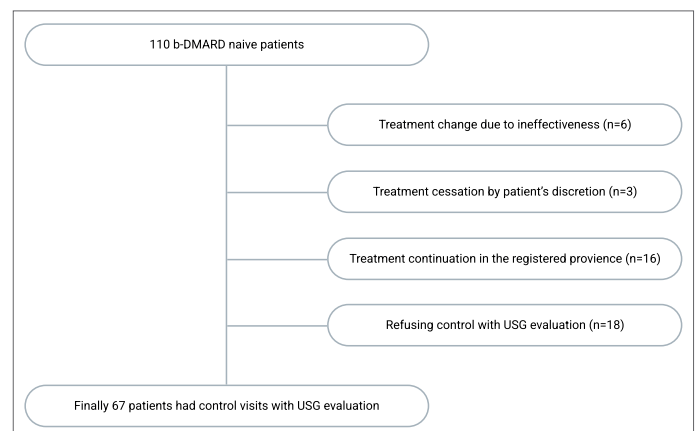 110 b-DMARD naive patients
Treatment change due to ineffectiveness (n=6)
Treatment cessation by patient’s discretion (n=3)
Treatment continuation in the registered provience (n=16)
Refusing control with USG evaluation (n=18)
Finally 67 patients had control visits with USG evaluation